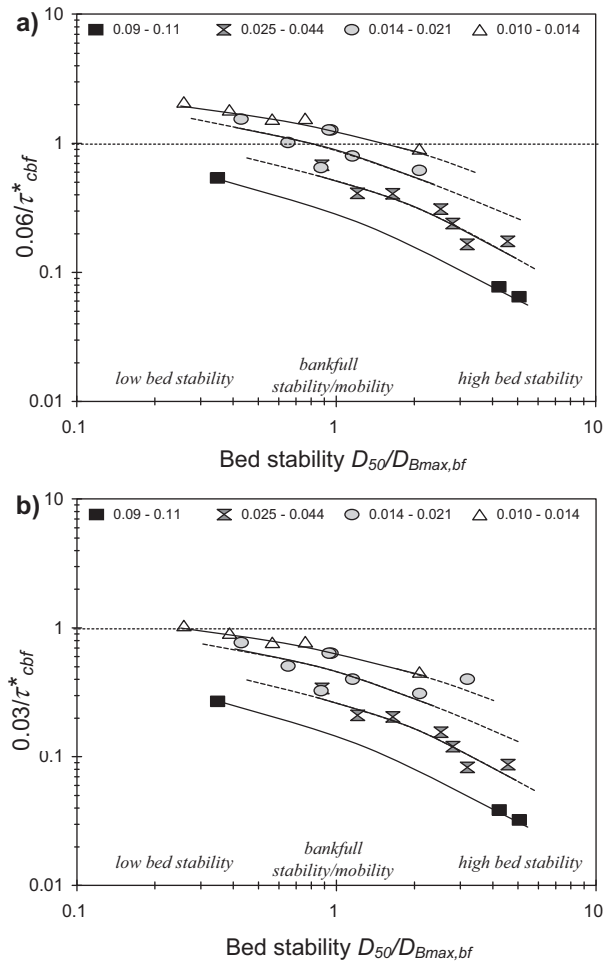 a)
10
■ 0.09 - 0.11 0.025 - 0.044 0.014 - 0.021 △ 0.010 - 0.014
1
0.06/τ*cbf
0.1
low bed stability
bankfull
stability/mobility
high bed stability
0.01
0.1 1 10
Bed stability D50/DBmax,bf
b)
10
■ 0.09 - 0.11 0.025 - 0.044 0.014 - 0.021 △ 0.010 - 0.014
1
0.03/τ*cbf
0.1
low bed stability
bankfull
stability/mobility
high bed stability
0.01
0.1 1 10
Bed stability D50/DBmax,bf